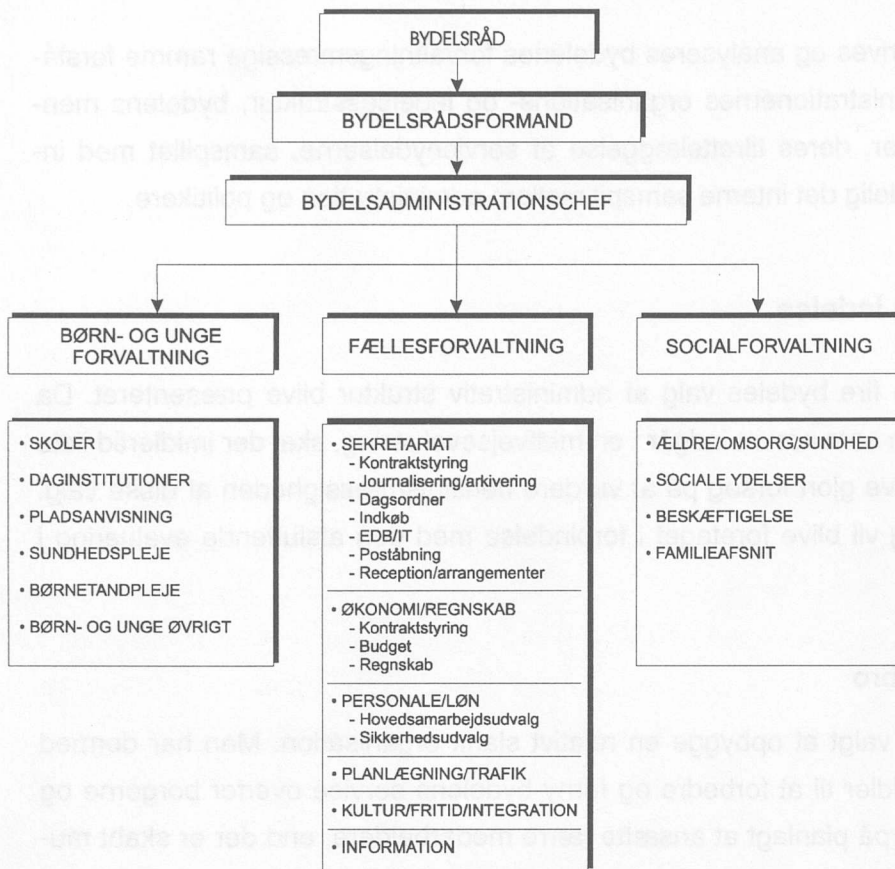 BYDELSRÅD
BYDELSRÅDSFORMAND
BYDELSADMINISTRATIONSCHEF
BØRN- OG UNGE
FORVALTNING
• SKOLER
• DAGINSTITUTIONER
• PLADSANVISNING
• SUNDHEDSPLEJE
• BØRNETANDPLEJE
• BØRN- OG UNGE ØVRIGT
FÆLLESFORVALTNING
• SEKRETARIAT
- Kontraktstyring
- Journalisering/arkivering
- Dagsordner
- Indkøb
- EDB/IT
- Poståbning
- Reception/arrangementer
• ØKONOMI/REGNSKAB
- Kontraktstyring
- Budget
- Regnskab
• PERSONALE/LØN
- Hovedsamarbejdsudvalg
- Sikkerhedsudvalg
• PLANLÆGNING/TRAFIK
• KULTUR/FRITID/INTEGRATION
• INFORMATION
SOCIALFORVALTNING
• ÆLDRE/OMSORG/SUNDHED
• SOCIALE YDELSER
• BESKÆFTIGELSE
• FAMILIEAFSNIT